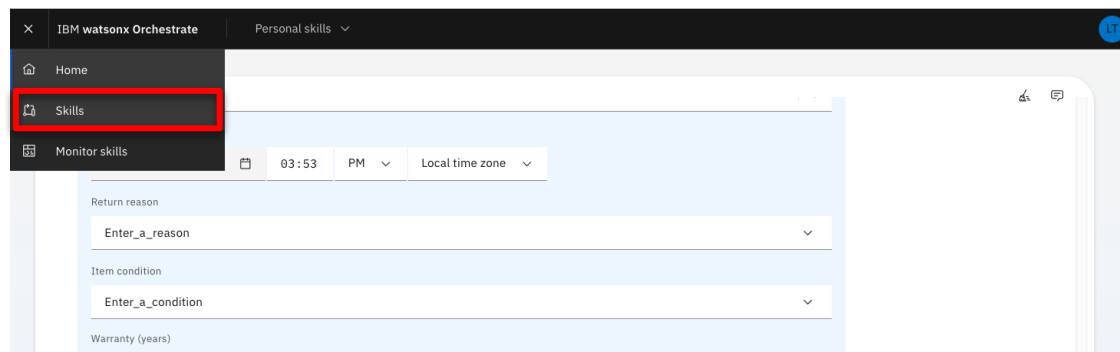 IBM watsonx Orchestrate Personal skills
LT
Home
Skills
Monitor skills
03:53 PM Local time zone
Return reason
Enter_a_reason
Item condition
Enter_a_condition
Warranty (years)